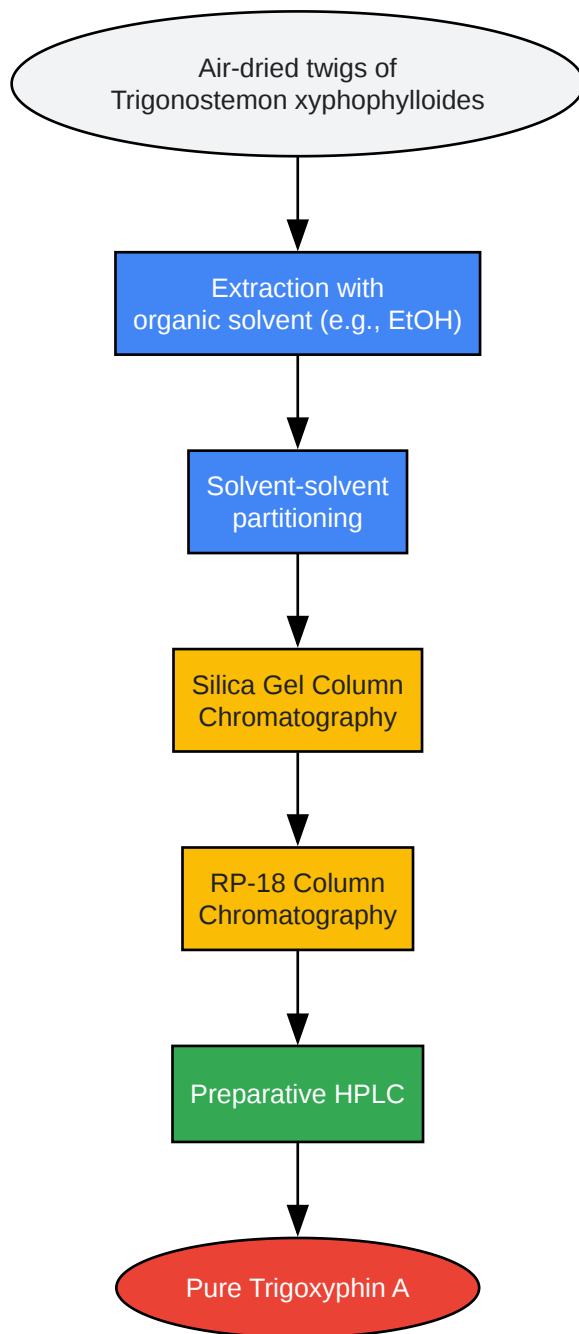 Air-dried twigs of
Trigonostemon xyphophylloides
Extraction with
organic solvent (e.g., EtOH)
Solvent-solvent
partitioning
Silica Gel Column
Chromatography
RP-18 Column
Chromatography
Preparative HPLC
Pure Trigoxyphin A